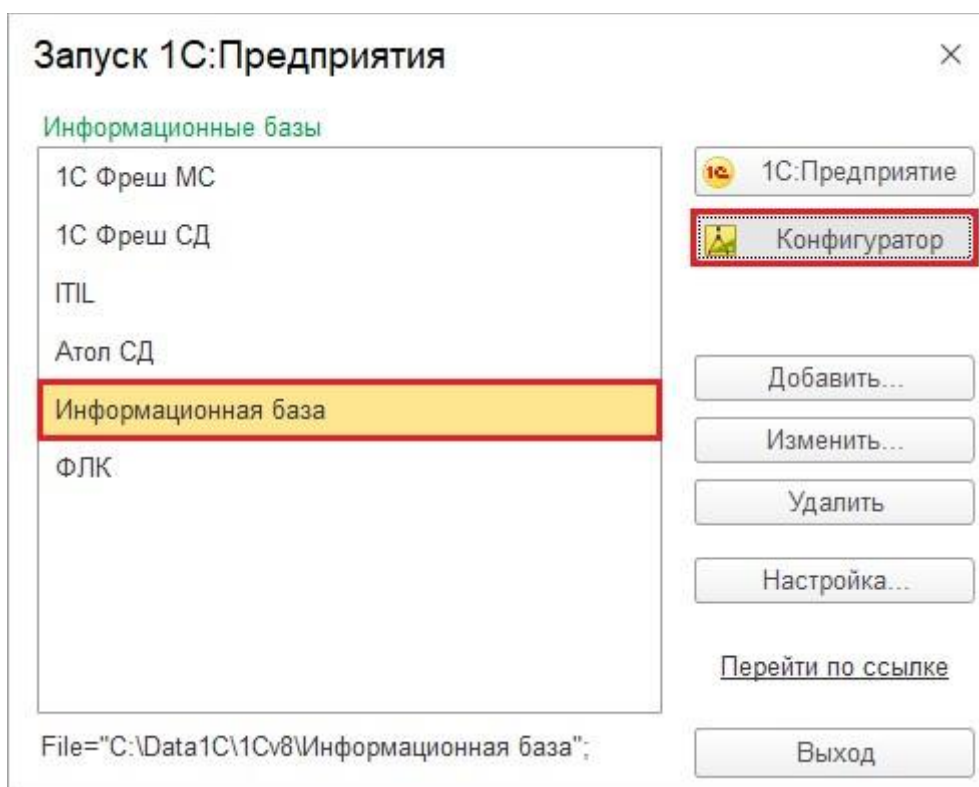 Запуск 1С:Предприятия
Информационные базы
1С Фреш МС
1С Фреш СД
ITIL
Атол СД
Информационная база
ФЛК
1С:Предприятие
Конфигуратор
Добавить...
Изменить...
Удалить
Настройка...
Перейти по ссылке
File="C:\Data1C\1Cv8\Информационная база";
Выход